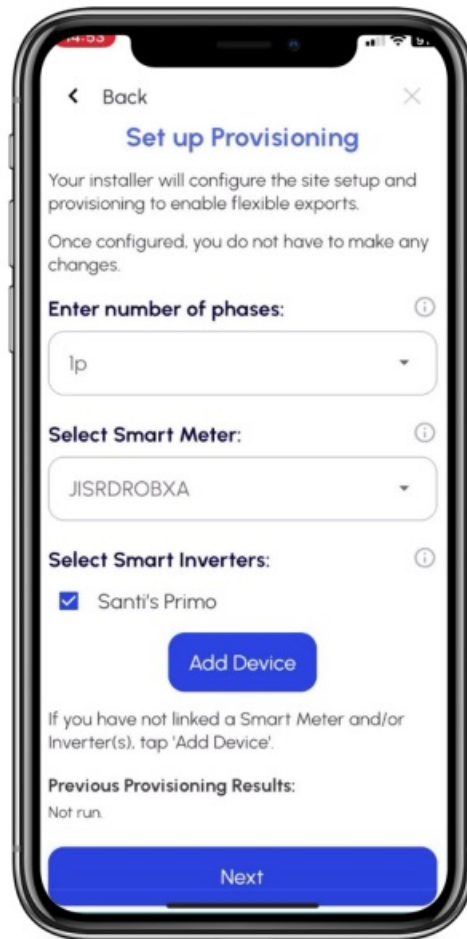 14:53
Back
Set up Provisioning
Your installer will configure the site setup and
provisioning to enable flexible exports.
Once configured, you do not have to make any
changes.
Enter number of phases:
1p
Select Smart Meter:
JISRDROBXA
Select Smart Inverters:
Santi's Primo
Add Device
If you have not linked a Smart Meter and/or
Inverter(s), tap 'Add Device'.
Previous Provisioning Results:
Not run.
Next